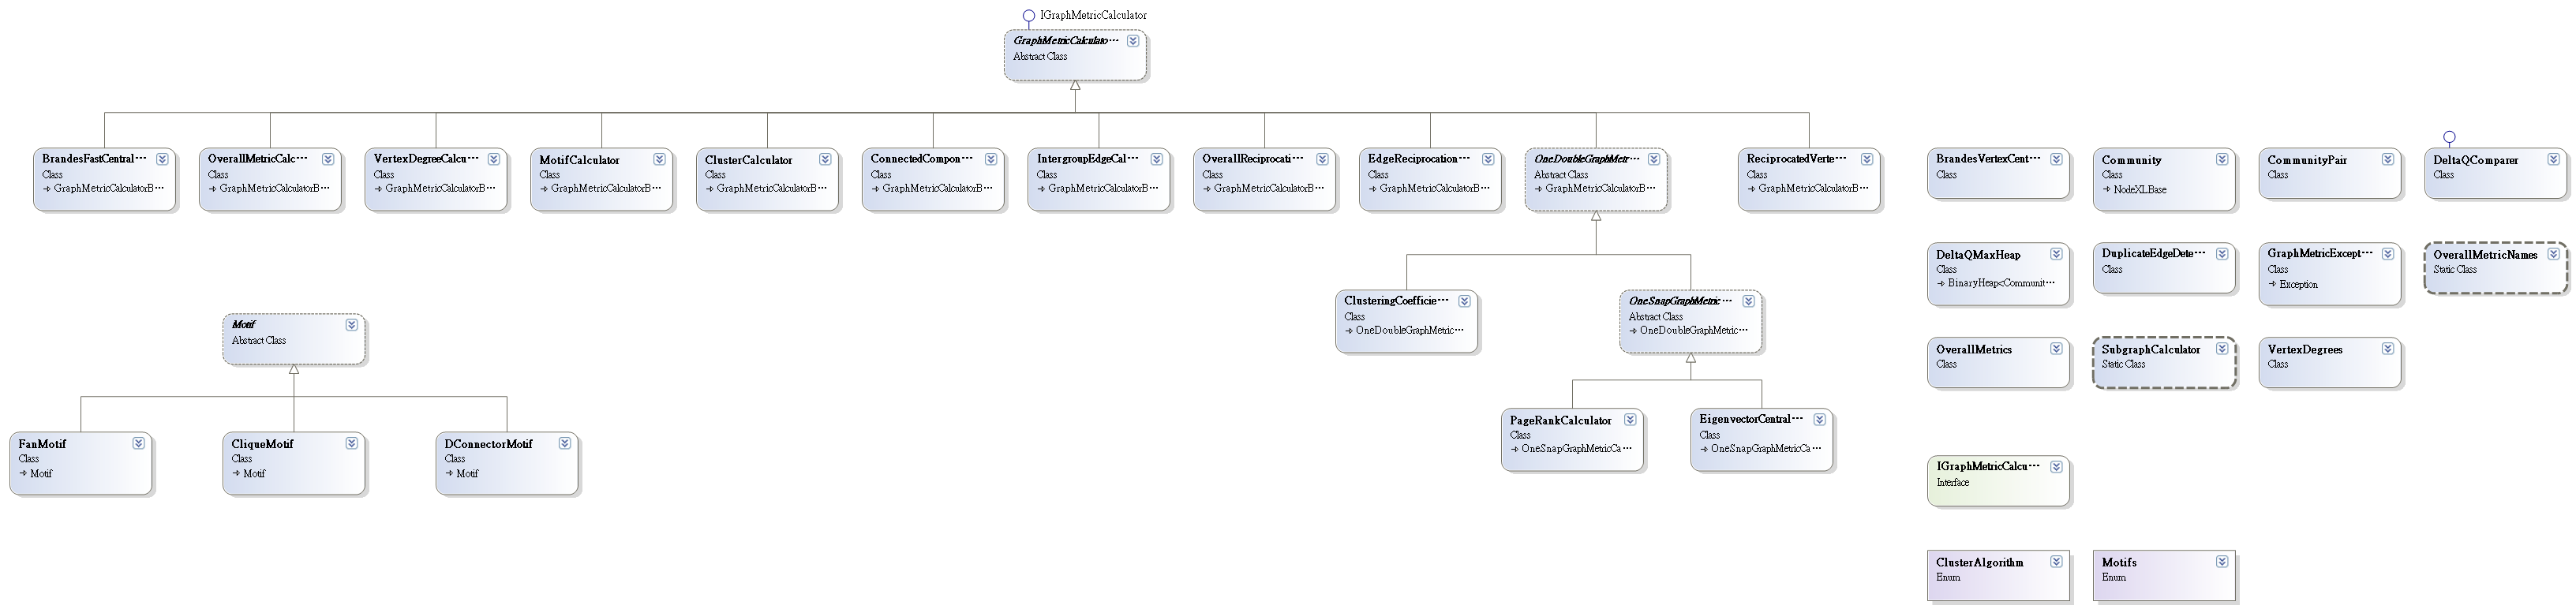 IGraphMetricCalculator
GraphMetricCalculato…
Abstract Class
BrandesFastCentral…
Class
GraphMetricCalculatorB…
OverallMetricCalc…
Class
GraphMetricCalculatorB…
VertexDegreeCalcu…
Class
GraphMetricCalculatorB…
MotifCalculator
Class
GraphMetricCalculatorB…
ClusterCalculator
Class
GraphMetricCalculatorB…
ConnectedCompon…
Class
GraphMetricCalculatorB…
IntergroupEdgeCal…
Class
GraphMetricCalculatorB…
OverallReciprocati…
Class
GraphMetricCalculatorB…
EdgeReciprocation…
Class
GraphMetricCalculatorB…
OneDoubleGraphMetr…
Abstract Class
GraphMetricCalculatorB…
ReciprocatedVerte…
Class
GraphMetricCalculatorB…
ClusteringCoefficie…
Class
OneDoubleGraphMetric…
OneSnapGraphMetric…
Abstract Class
OneDoubleGraphMetric…
PageRankCalculator
Class
OneSnapGraphMetricCa…
EigenvectorCentral…
Class
OneSnapGraphMetricCa…
Motif
Abstract Class
FanMotif
Class
Motif
CliqueMotif
Class
Motif
DConnectorMotif
Class
Motif
BrandesVertexCent…
Class
Community
Class
NodeXLBase
CommunityPair
Class
DeltaQComparer
Class
DeltaQMaxHeap
Class
BinaryHeap<Communit…
DuplicateEdgeDete…
Class
GraphMetricExcept…
Class
Exception
OverallMetricNames
Static Class
OverallMetrics
Class
SubgraphCalculator
Static Class
VertexDegrees
Class
IGraphMetricCalcu…
Interface
ClusterAlgorithm
Enum
Motifs
Enum